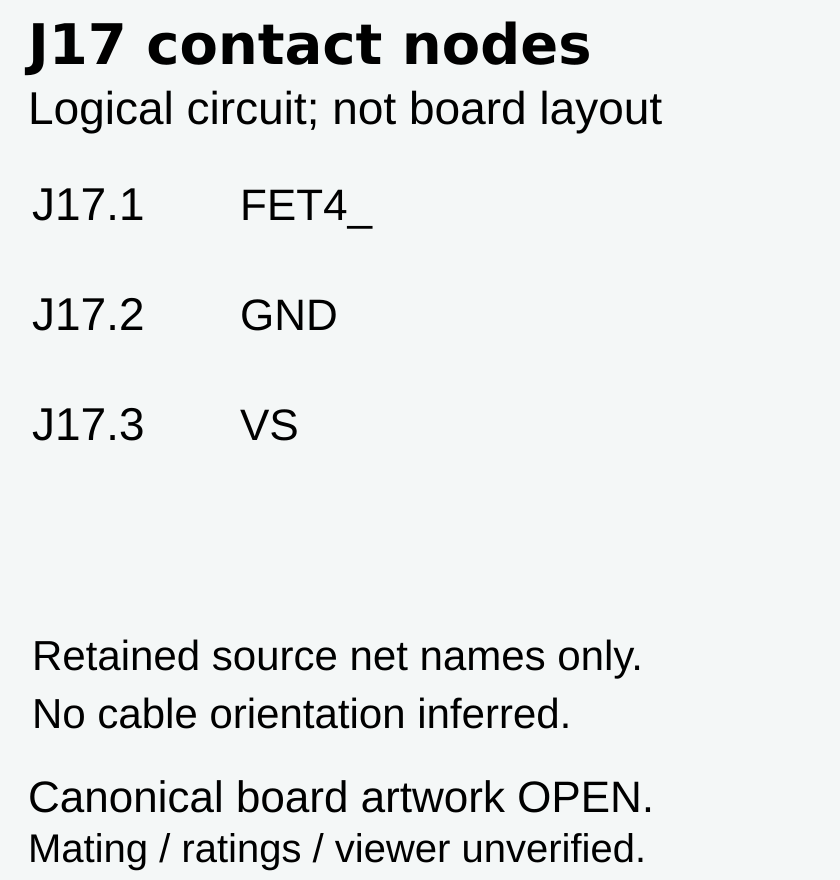 J17 contact nodes
Logical circuit; not board layout
J17.1 FET4_
J17.2 GND
J17.3 VS
Retained source net names only.
No cable orientation inferred.
Canonical board artwork OPEN.
Mating / ratings / viewer unverified.